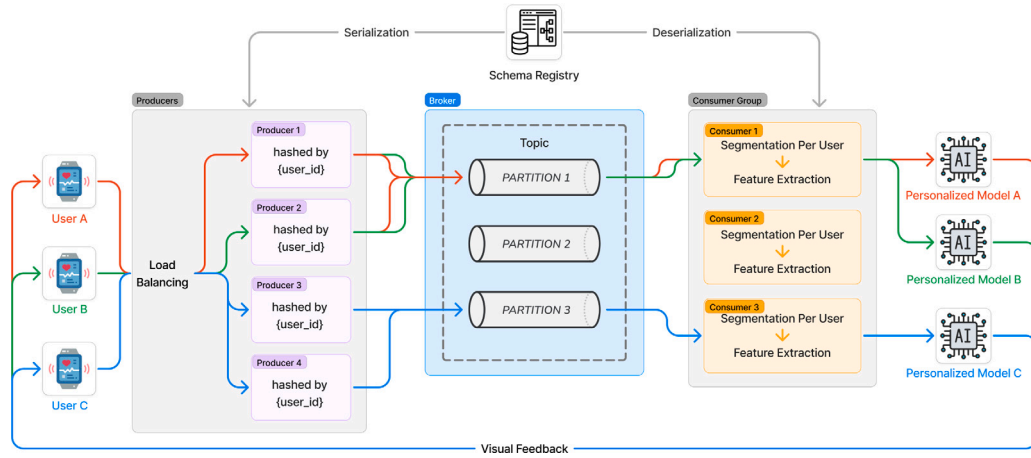 Serialization
Deserialization
Schema Registry
Producers
Broker
Consumer Group
Producer 1
hashed by
{user_id}
Producer 2
hashed by
{user_id}
Producer 3
hashed by
{user_id}
Producer 4
hashed by
{user_id}
User A
User B
User C
Load
Balancing
Topic
PARTITION 1
PARTITION 2
PARTITION 3
Consumer 1
Segmentation Per User
Feature Extraction
Consumer 2
Segmentation Per User
Feature Extraction
Consumer 3
Segmentation Per User
Feature Extraction
AI
Personalized Model A
AI
Personalized Model B
AI
Personalized Model C
Visual Feedback